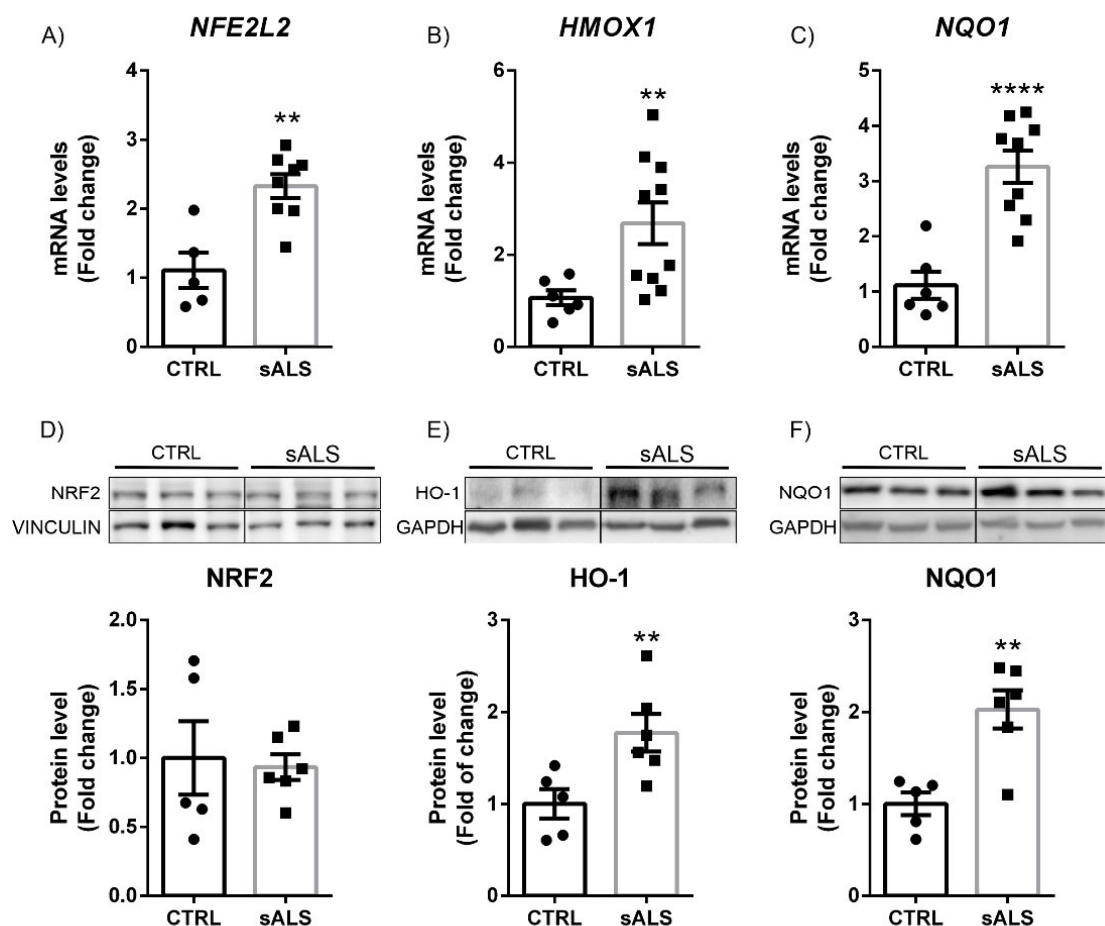 A)
NFE2L2
mRNA levels
(Fold change)
4
3
2
1
0
**
CTRL
sALS
B)
HMOX1
mRNA levels
(Fold change)
6
4
2
0
**
CTRL
sALS
C)
NQO1
mRNA levels
(Fold change)
5
4
3
2
1
0
****
CTRL
sALS
D)
CTRL
sALS
NRF2
VINCULIN
NRF2
Protein level
(Fold change)
2.0
1.5
1.0
0.5
0.0
CTRL
sALS
E)
CTRL
sALS
HO-1
GAPDH
HO-1
Protein level
(Fold of change)
3
2
1
0
**
CTRL
sALS
F)
CTRL
sALS
NQO1
GAPDH
NQO1
Protein level
(Fold change)
3
2
1
0
**
CTRL
sALS